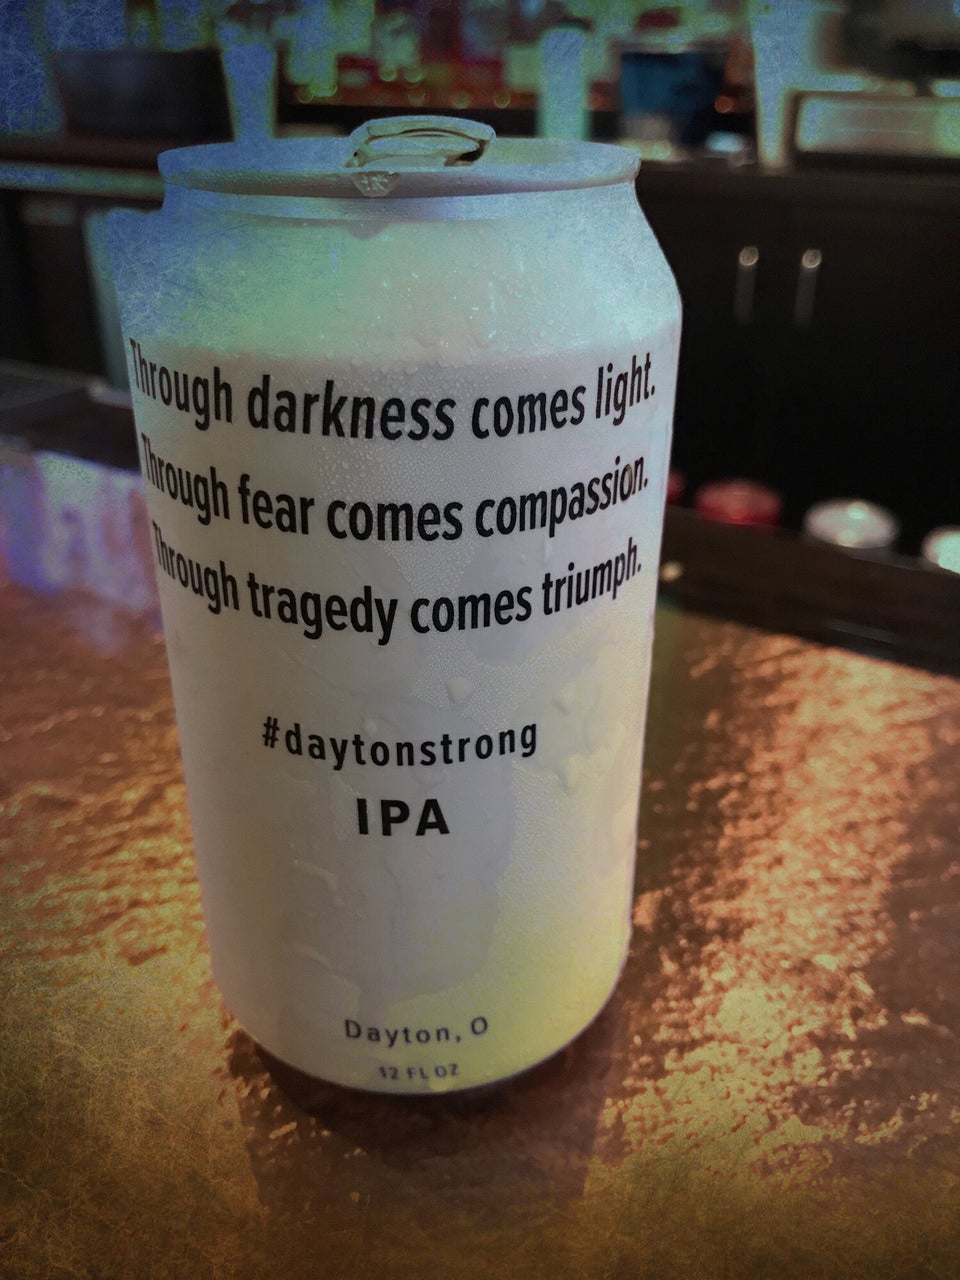 Through darkness comes light.
Through fear comes compassion.
Through tragedy comes triumph.
#daytonstrong
IPA
Dayton, O
12 FL OZ